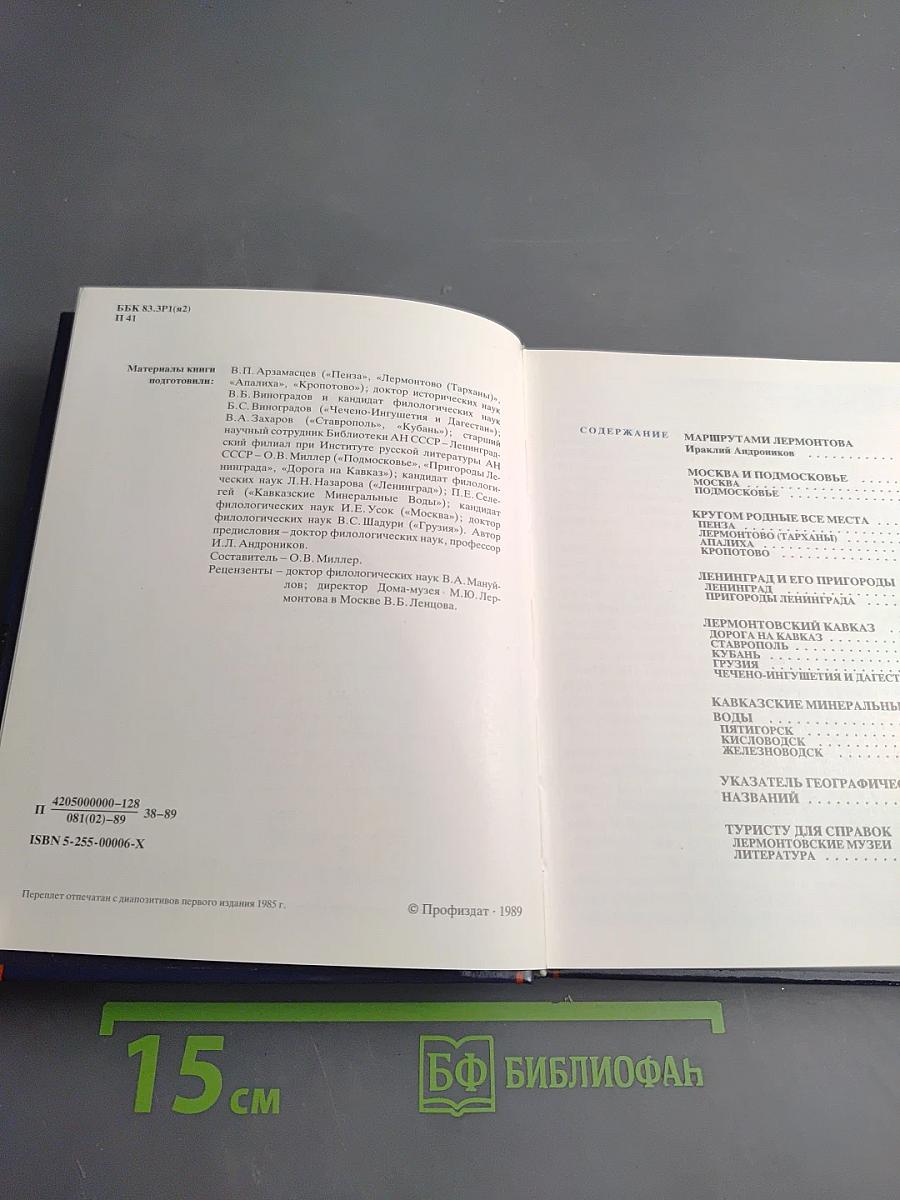 ББК 83.3Р1(я2)
П 41
Материалы книги
подготовили:
В.П. Арзамасцев («Пенза», «Лермонтово (Тарханы)»,
«Апалиха», «Кропотово»); доктор исторических наук
В.Б. Виноградов и кандидат филологических наук
Б.С. Виноградов («Чечено-Ингушетия и Дагестан»);
В.А. Захаров («Ставрополь», «Кубань»); старший
научный сотрудник Библиотеки АН СССР – Ленинград-
ский филиал при Институте русской литературы АН
СССР – О.В. Миллер («Подмосковье», «Пригороды Ле-
нинграда», «Дорога на Кавказ»); кандидат филологи-
ческих наук Л.Н. Назарова («Ленинград»); П.Е. Селе-
гей («Кавказские Минеральные Воды»); кандидат
филологических наук И.Е. Усок («Москва»); доктор
филологических наук В.С. Шадури («Грузия»). Автор
предисловия – доктор филологических наук, профессор
И.Л. Андроников.
Составитель – О.В. Миллер.
Рецензенты – доктор филологических наук В.А. Мануй-
лов; директор Дома-музея М.Ю. Лер-
монтова в Москве В.Б. Ленцова.
П 4205000000–128
081(02)–89 38–89
ISBN 5-255-00006-X
Переплет отпечатан с диапозитивов первого издания 1985 г.
© Профиздат · 1989
СОДЕРЖАНИЕ
МАРШРУТАМИ ЛЕРМОНТОВА
Ираклий Андроников
МОСКВА И ПОДМОСКОВЬЕ
МОСКВА
ПОДМОСКОВЬЕ
КРУГОМ РОДНЫЕ ВСЕ МЕСТА
ПЕНЗА
ЛЕРМОНТОВО (ТАРХАНЫ)
АПАЛИХА
КРОПОТОВО
ЛЕНИНГРАД И ЕГО ПРИГОРОДЫ
ЛЕНИНГРАД
ПРИГОРОДЫ ЛЕНИНГРАДА
ЛЕРМОНТОВСКИЙ КАВКАЗ
ДОРОГА НА КАВКАЗ
СТАВРОПОЛЬ
КУБАНЬ
ГРУЗИЯ
ЧЕЧЕНО-ИНГУШЕТИЯ И ДАГЕСТ
КАВКАЗСКИЕ МИНЕРАЛЬНЫ
ВОДЫ
ПЯТИГОРСК
КИСЛОВОДСК
ЖЕЛЕЗНОВОДСК
УКАЗАТЕЛЬ ГЕОГРАФИЧЕС
НАЗВАНИЙ
ТУРИСТУ ДЛЯ СПРАВОК
ЛЕРМОНТОВСКИЕ МУЗЕИ
ЛИТЕРАТУРА
15 см
БФ БИБЛИОФАН